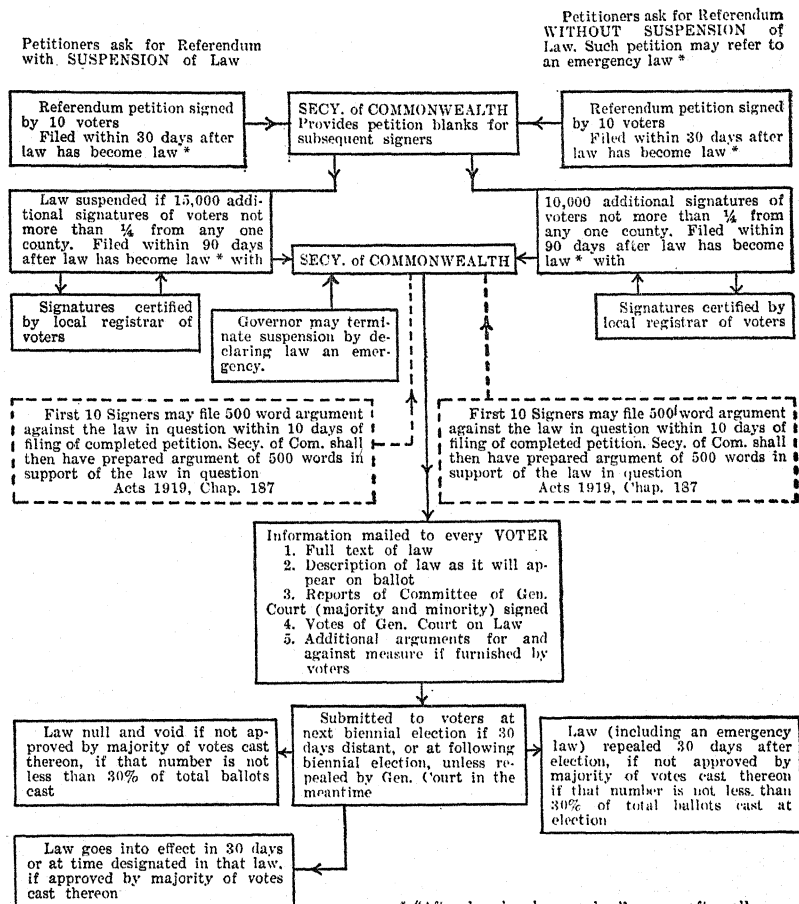 Petitioners ask for Referendum
with SUSPENSION of Law
Petitioners ask for Referendum
WITHOUT SUSPENSION of
Law. Such petition may refer to
an emergency law *
Referendum petition signed
by 10 voters
Filed within 30 days after
law has become law *
SECY. of COMMONWEALTH
Provides petition blanks for
subsequent signers
Referendum petition signed
by 10 voters
Filed within 30 days after
law has become law *
Law suspended if 15,000 addi-
tional signatures of voters not
more than ¼ from any one
county. Filed within 90 days
after law has become law * with
SECY. of COMMONWEALTH
10,000 additional signatures of
voters not more than ¼ from
any one county. Filed within
90 days after law has become
law * with
Signatures certified
by local registrar of
voters
Governor may termi-
nate suspension by de-
claring law an emer-
gency.
Signatures certified by
local registrar of voters
First 10 Signers may file 500 word argument
against the law in question within 10 days of
filing of completed petition. Secy. of Com. shall
then have prepared argument of 500 words in
support of the law in question
Acts 1919, Chap. 187
First 10 Signers may file 500 word argument
against the law in question within 10 days of
filing of completed petition. Secy. of Com. shall
then have prepared argument of 500 words in
support of the law in question
Acts 1919, Chap. 187
Information mailed to every VOTER
1. Full text of law
2. Description of law as it will ap-
pear on ballot
3. Reports of Committee of Gen.
Court (majority and minority) signed
4. Votes of Gen. Court on Law
5. Additional arguments for and
against measure if furnished by
voters
Law null and void if not ap-
proved by majority of votes cast
thereon, if that number is not
less than 30% of total ballots
cast
Submitted to voters at
next biennial election if 30
days distant, or at following
biennial election, unless re-
pealed by Gen. Court in the
meantime
Law (including an emergency
law) repealed 30 days after
election, if not approved by
majority of votes cast thereon
if that number is not less than
30% of total ballots cast at
election
Law goes into effect in 30 days
or at time designated in that law,
if approved by majority of votes
cast thereon